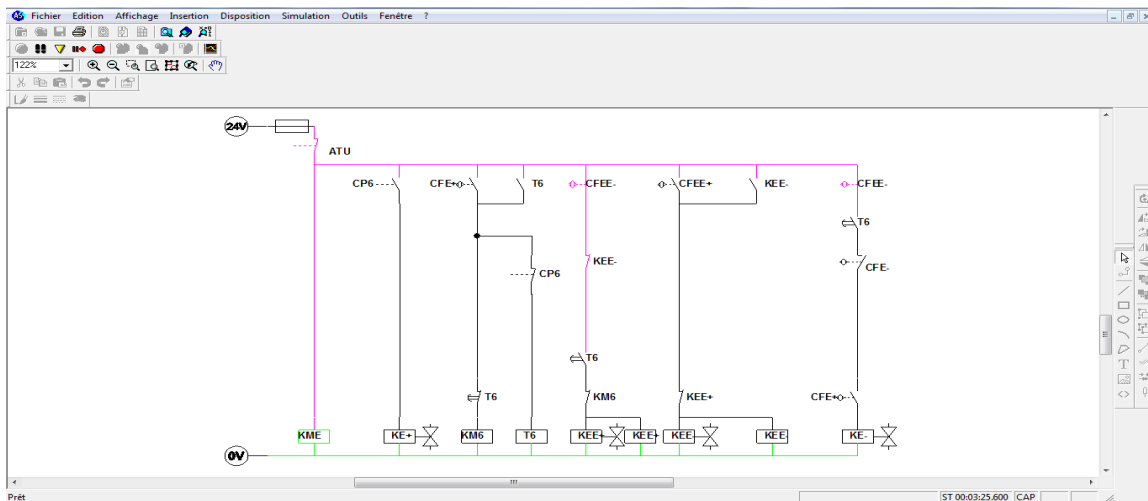 Fichier Edition Affichage Insertion Disposition Simulation Outils Fenêtre ?
122%
24V
ATU
CP6 CFE+ T6 CFEE- CFEE+ KEE- CFEE-
T6
KEE- CFE-
CP6
T6
T6 KM6 KEE+ CFE+
KME KE+ KM6 T6 KEE+ KEE+ KEE- KEE- KE-
0V
Prêt ST 00:03:25.600 CAP